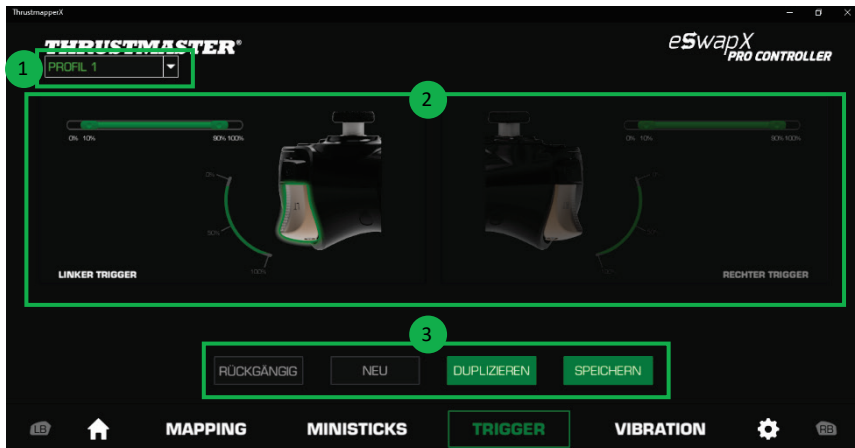 ThrustmapperX
THRUSTMASTER®
eSwapX
PRO CONTROLLER
1
PROFIL 1
2
0% 10% 90% 100%
0% 10% 90% 100%
0%
90%
100%
LINKER TRIGGER
RECHTER TRIGGER
3
RÜCKGÄNGIG NEU DUPLIZIEREN SPEICHERN
LB MAPPING MINISTICKS TRIGGER VIBRATION RB